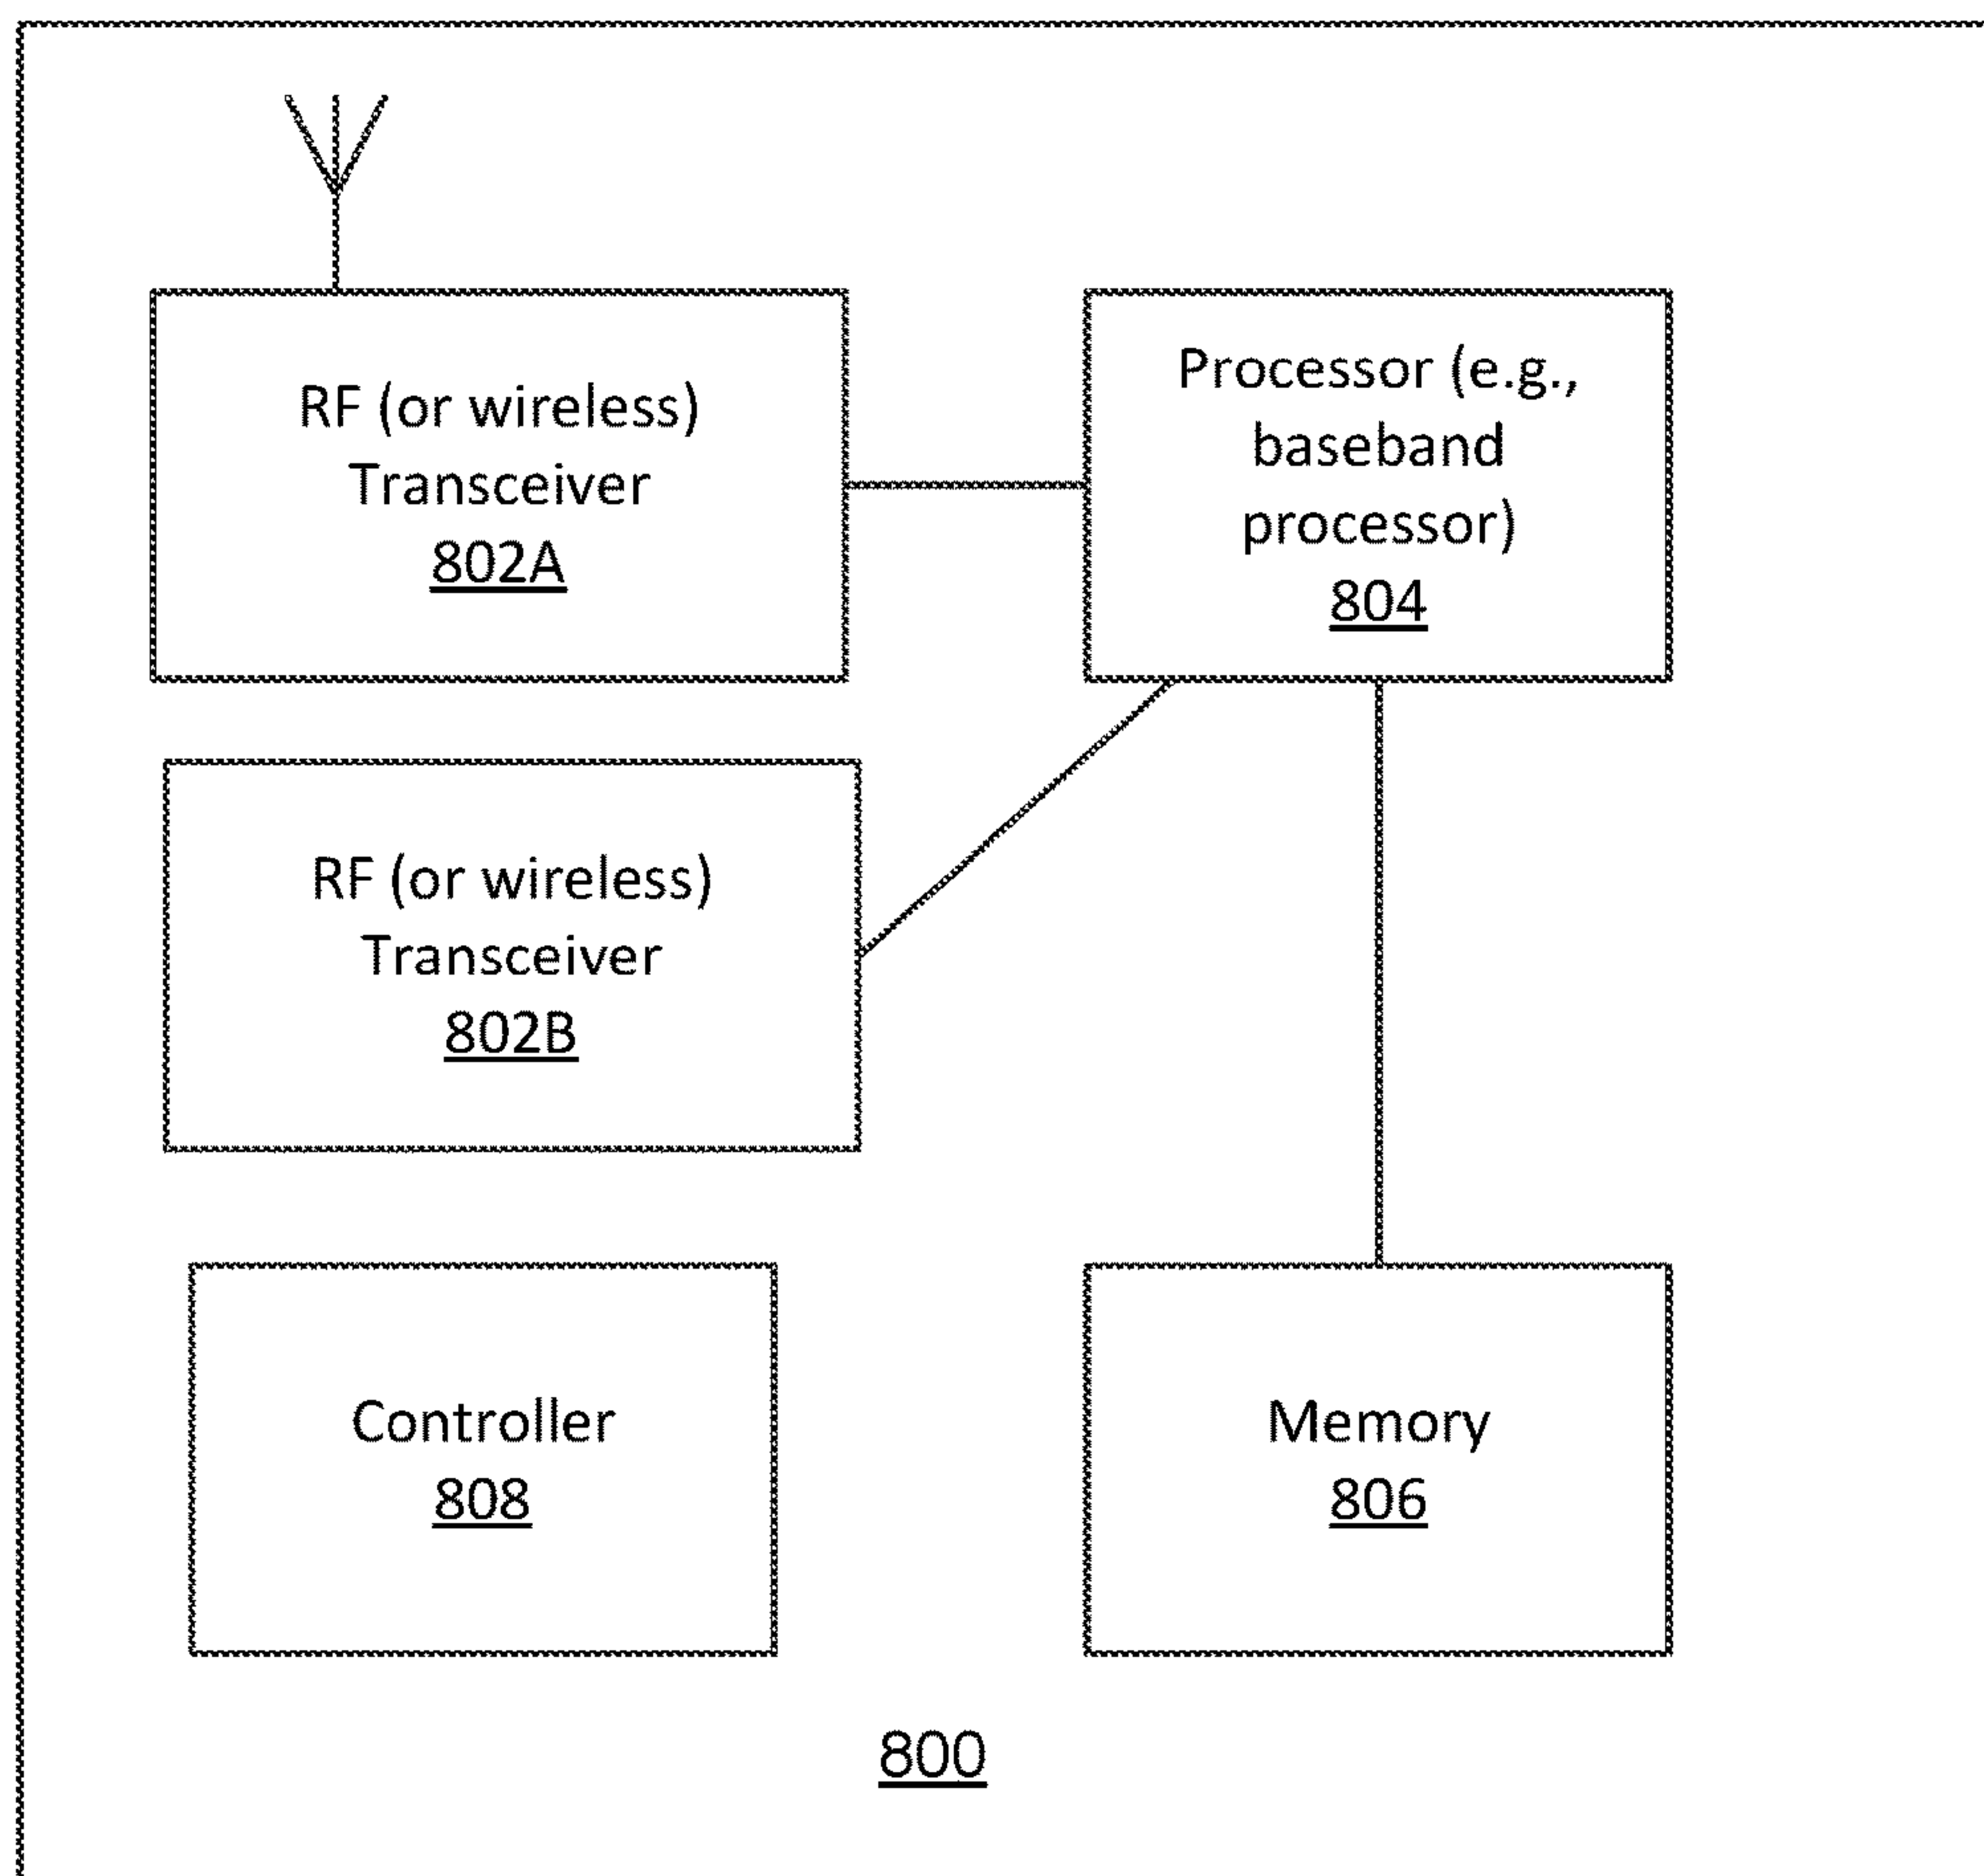 RF (or wireless)
Transceiver
802A
Processor (e.g.,
baseband
processor)
804
RF (or wireless)
Transceiver
802B
Controller
808
Memory
806
800